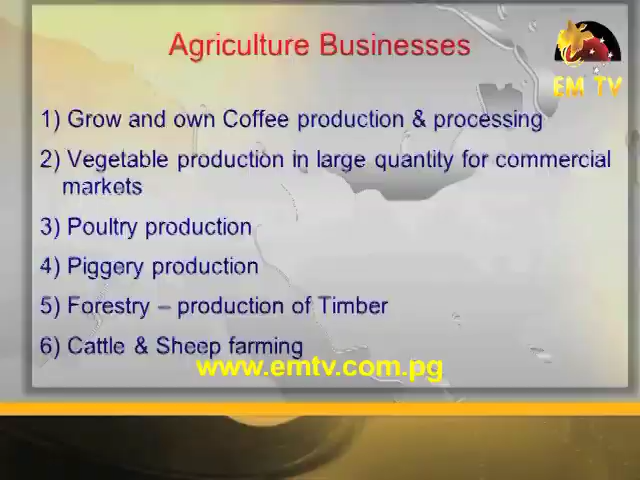 Agriculture Businesses
EM TV
1) Grow and own Coffee production & processing
2) Vegetable production in large quantity for commercial
markets
3) Poultry production
4) Piggery production
5) Forestry – production of Timber
6) Cattle & Sheep farming
www.emtv.com.pg